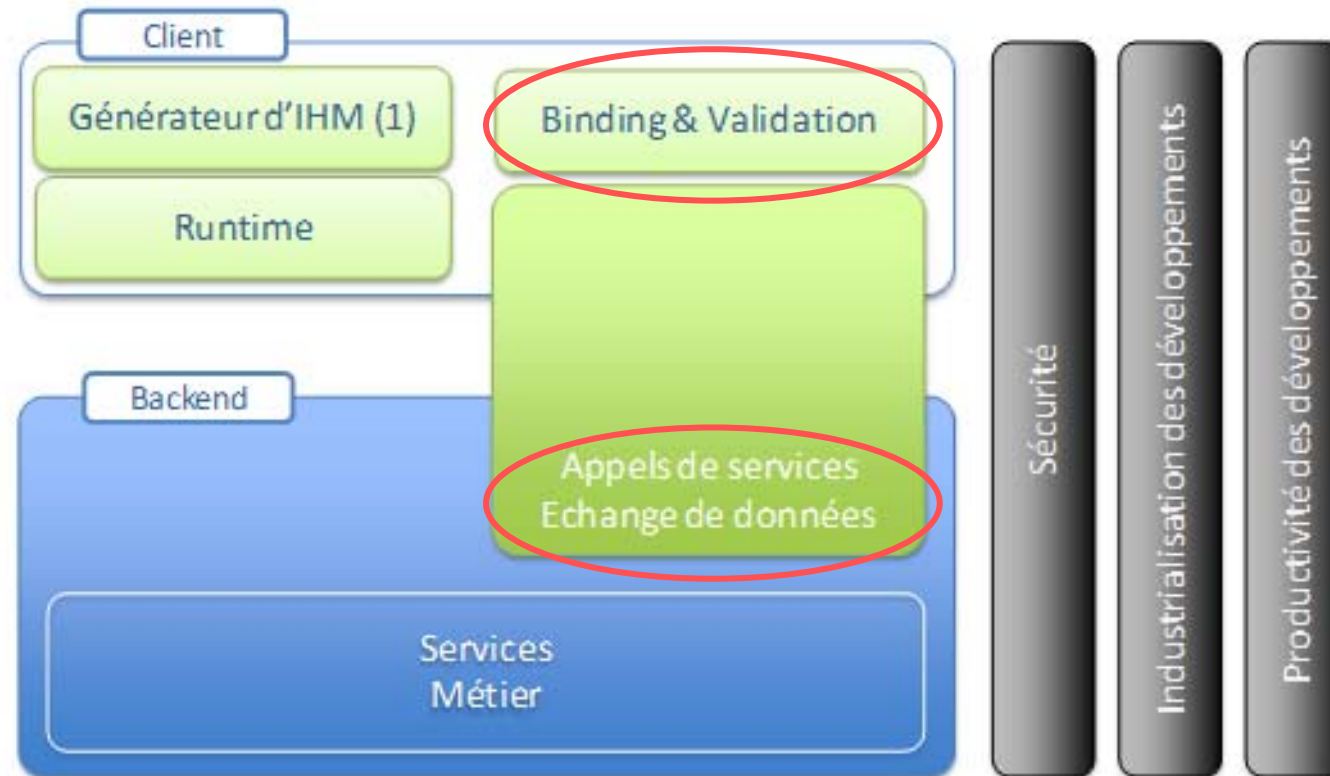 Client
Générateur d'IHM (1)
Binding & Validation
Runtime
Backend
Appels de services
Echange de données
Services
Métier
Sécurité
Industrialisation des développements
Productivité des développements